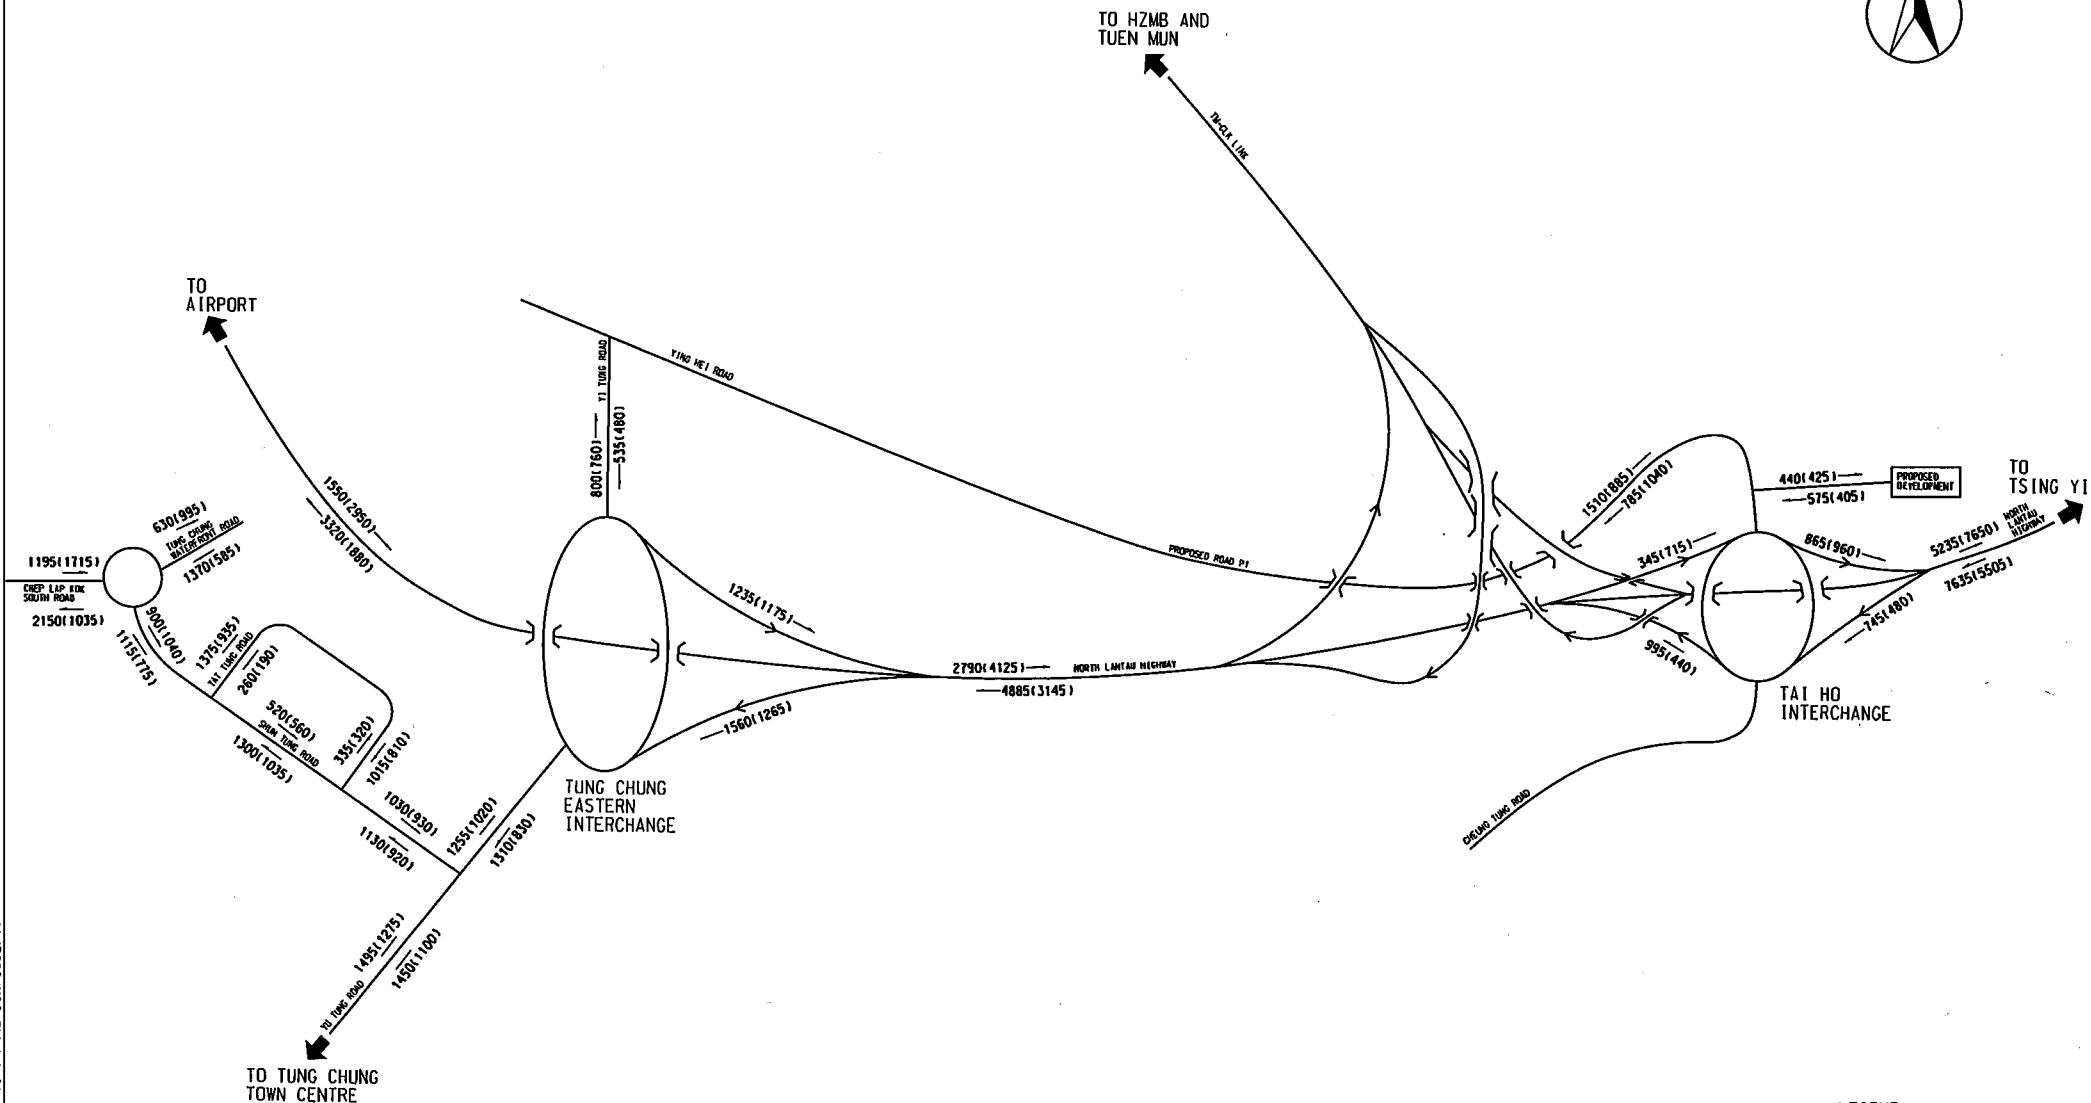 TO HZMB AND
TUEN MUN
TM-CLK LINK
TO
AIRPORT
YING HEI ROAD
YI TUNG ROAD
800(760)
535(480)
1550(2950)
3320(1880)
PROPOSED ROAD P1
1510(885)
785(1040)
440(425)
575(405)
PROPOSED
DEVELOPMENT
TO
TSING YI
NORTH
LANTAU
HIGHWAY
5235(7650)
7635(5505)
865(960)
745(480)
345(715)
995(440)
TAI HO
INTERCHANGE
CHEUNG TUNG ROAD
630(995)
TUNG CHUNG
WATERFRONT ROAD
1370(585)
1195(1715)
CHEP LAP KOK
SOUTH ROAD
2150(1035)
900(1040)
1115(775)
1375(935)
TAT TUNG ROAD
260(190)
520(560)
SHUN TUNG ROAD
1300(1035)
335(320)
1015(810)
1030(930)
1130(920)
1235(1175)
2790(4125)
NORTH LANTAU HIGHWAY
4885(3145)
1560(1265)
TUNG CHUNG
EASTERN
INTERCHANGE
1255(1020)
1310(830)
1495(1275)
1450(1100)
YU TUNG ROAD
TO TUNG CHUNG
TOWN CENTRE